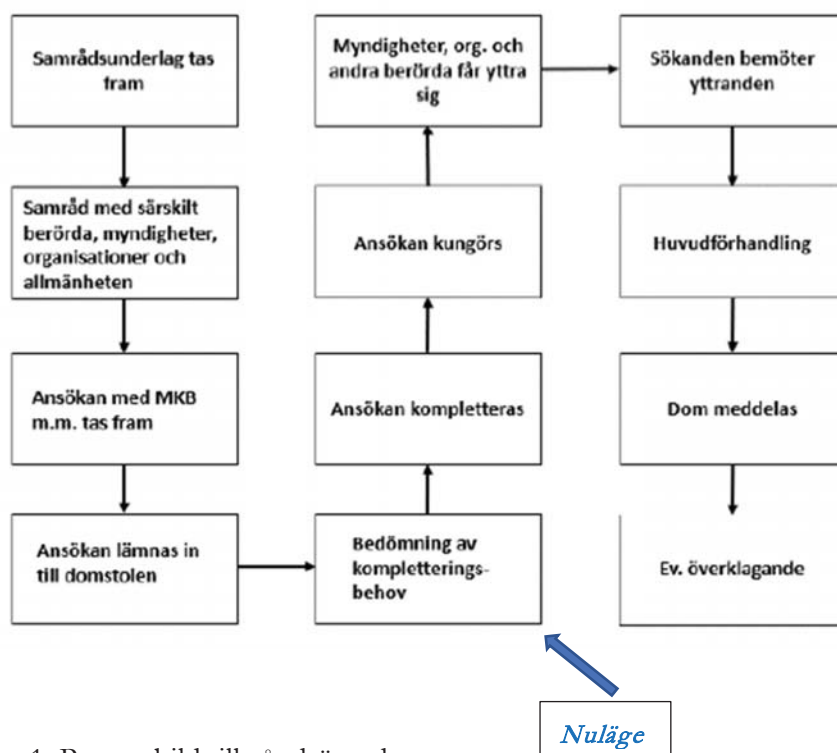 Samrådsunderlag tas
fram
Samråd med särskilt
berörda, myndigheter,
organisationer och
allmänheten
Ansökan med MKB
m.m. tas fram
Ansökan lämnas in
till domstolen
Bedömning av
kompletterings-
behov
Ansökan kompletteras
Ansökan kungörs
Myndigheter, org. och
andra berörda får yttra
sig
Sökanden bemöter
yttranden
Huvudförhandling
Dom meddelas
Ev. överklagande
Nuläge